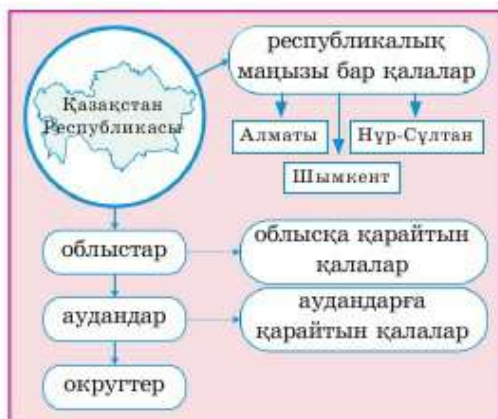 Қазақстан
Республикасы
республикалық
маңызы бар қалалар
Алматы
Нұр-Сұлтан
Шымкент
облыстар
облысқа қарайтын
қалалар
аудандар
аудандарға
қарайтын қалалар
округтер